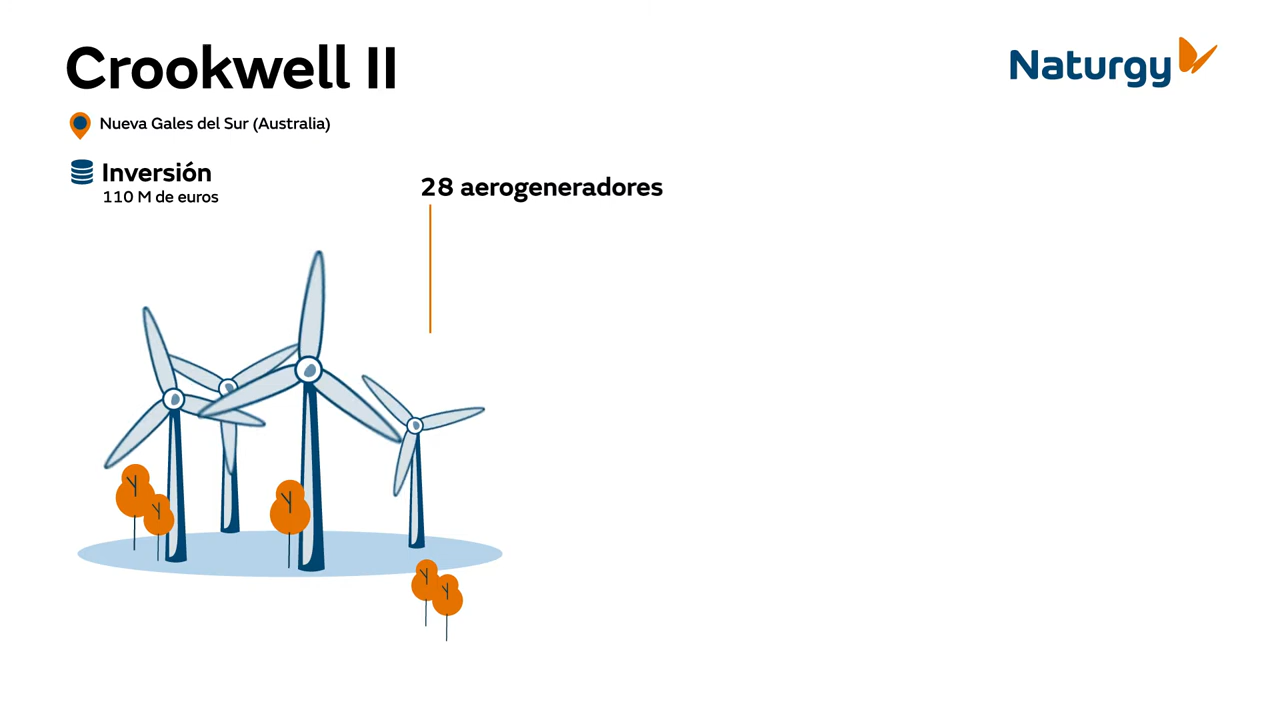 Crookwell II
Naturgy
Nueva Gales del Sur (Australia)
Inversión
110 M de euros
28 aerogeneradores